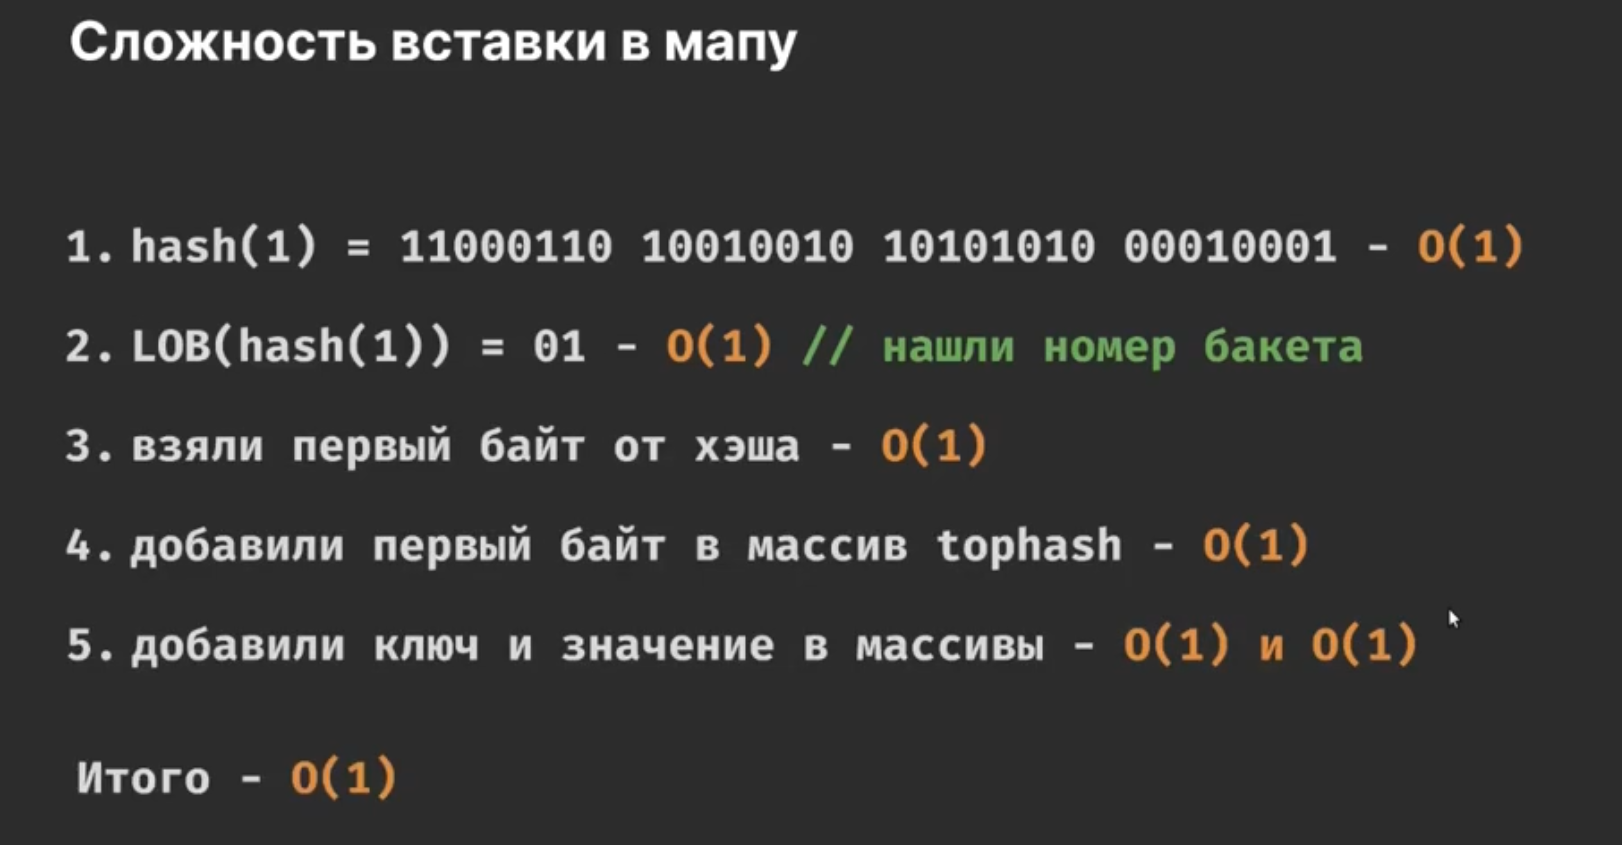 Сложность вставки в мапу
1. hash(1) = 11000110 10010010 10101010 00010001 - O(1)
2. LOB(hash(1)) = 01 - O(1) // нашли номер бакета
3. взяли первый байт от хэша - O(1)
4. добавили первый байт в массив tophash - O(1)
5. добавили ключ и значение в массивы - O(1) и O(1)
Итого - O(1)